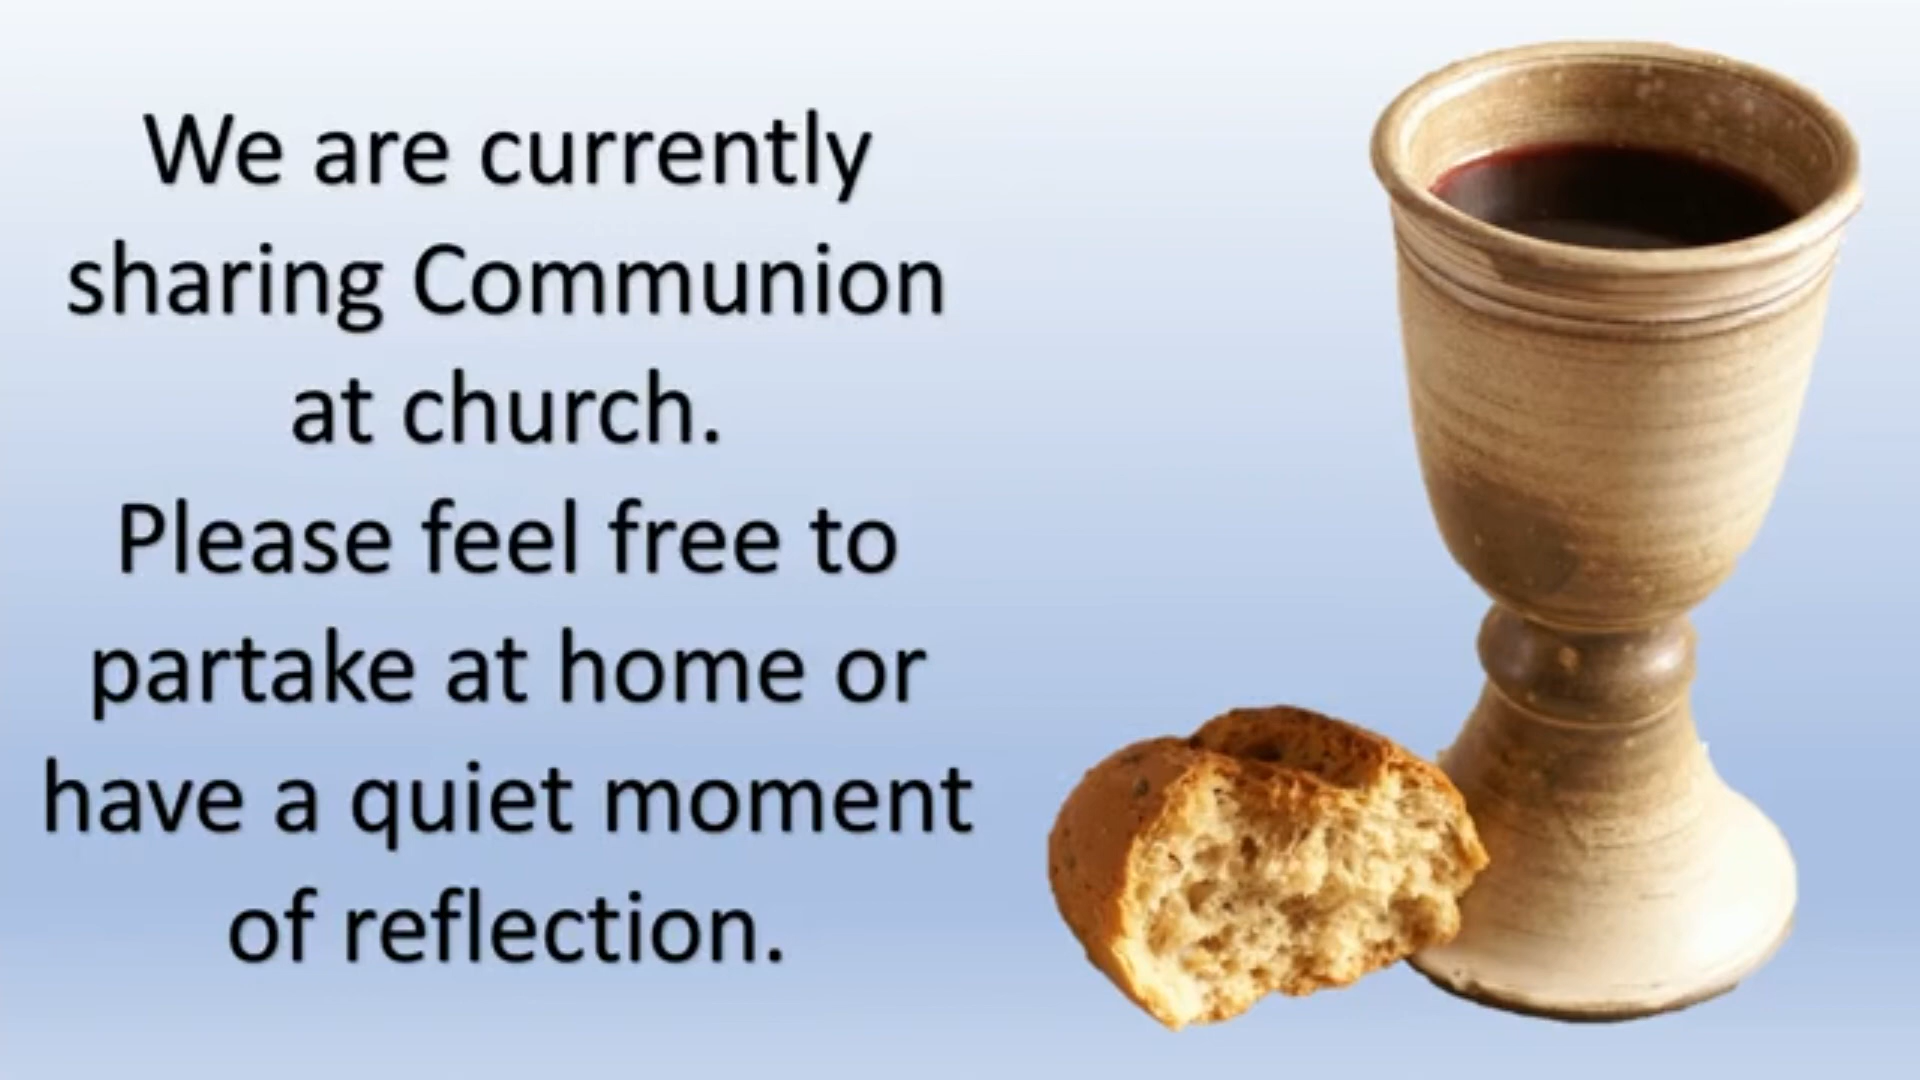 We are currently
sharing Communion
at church.
Please feel free to
partake at home or
have a quiet moment
of reflection.